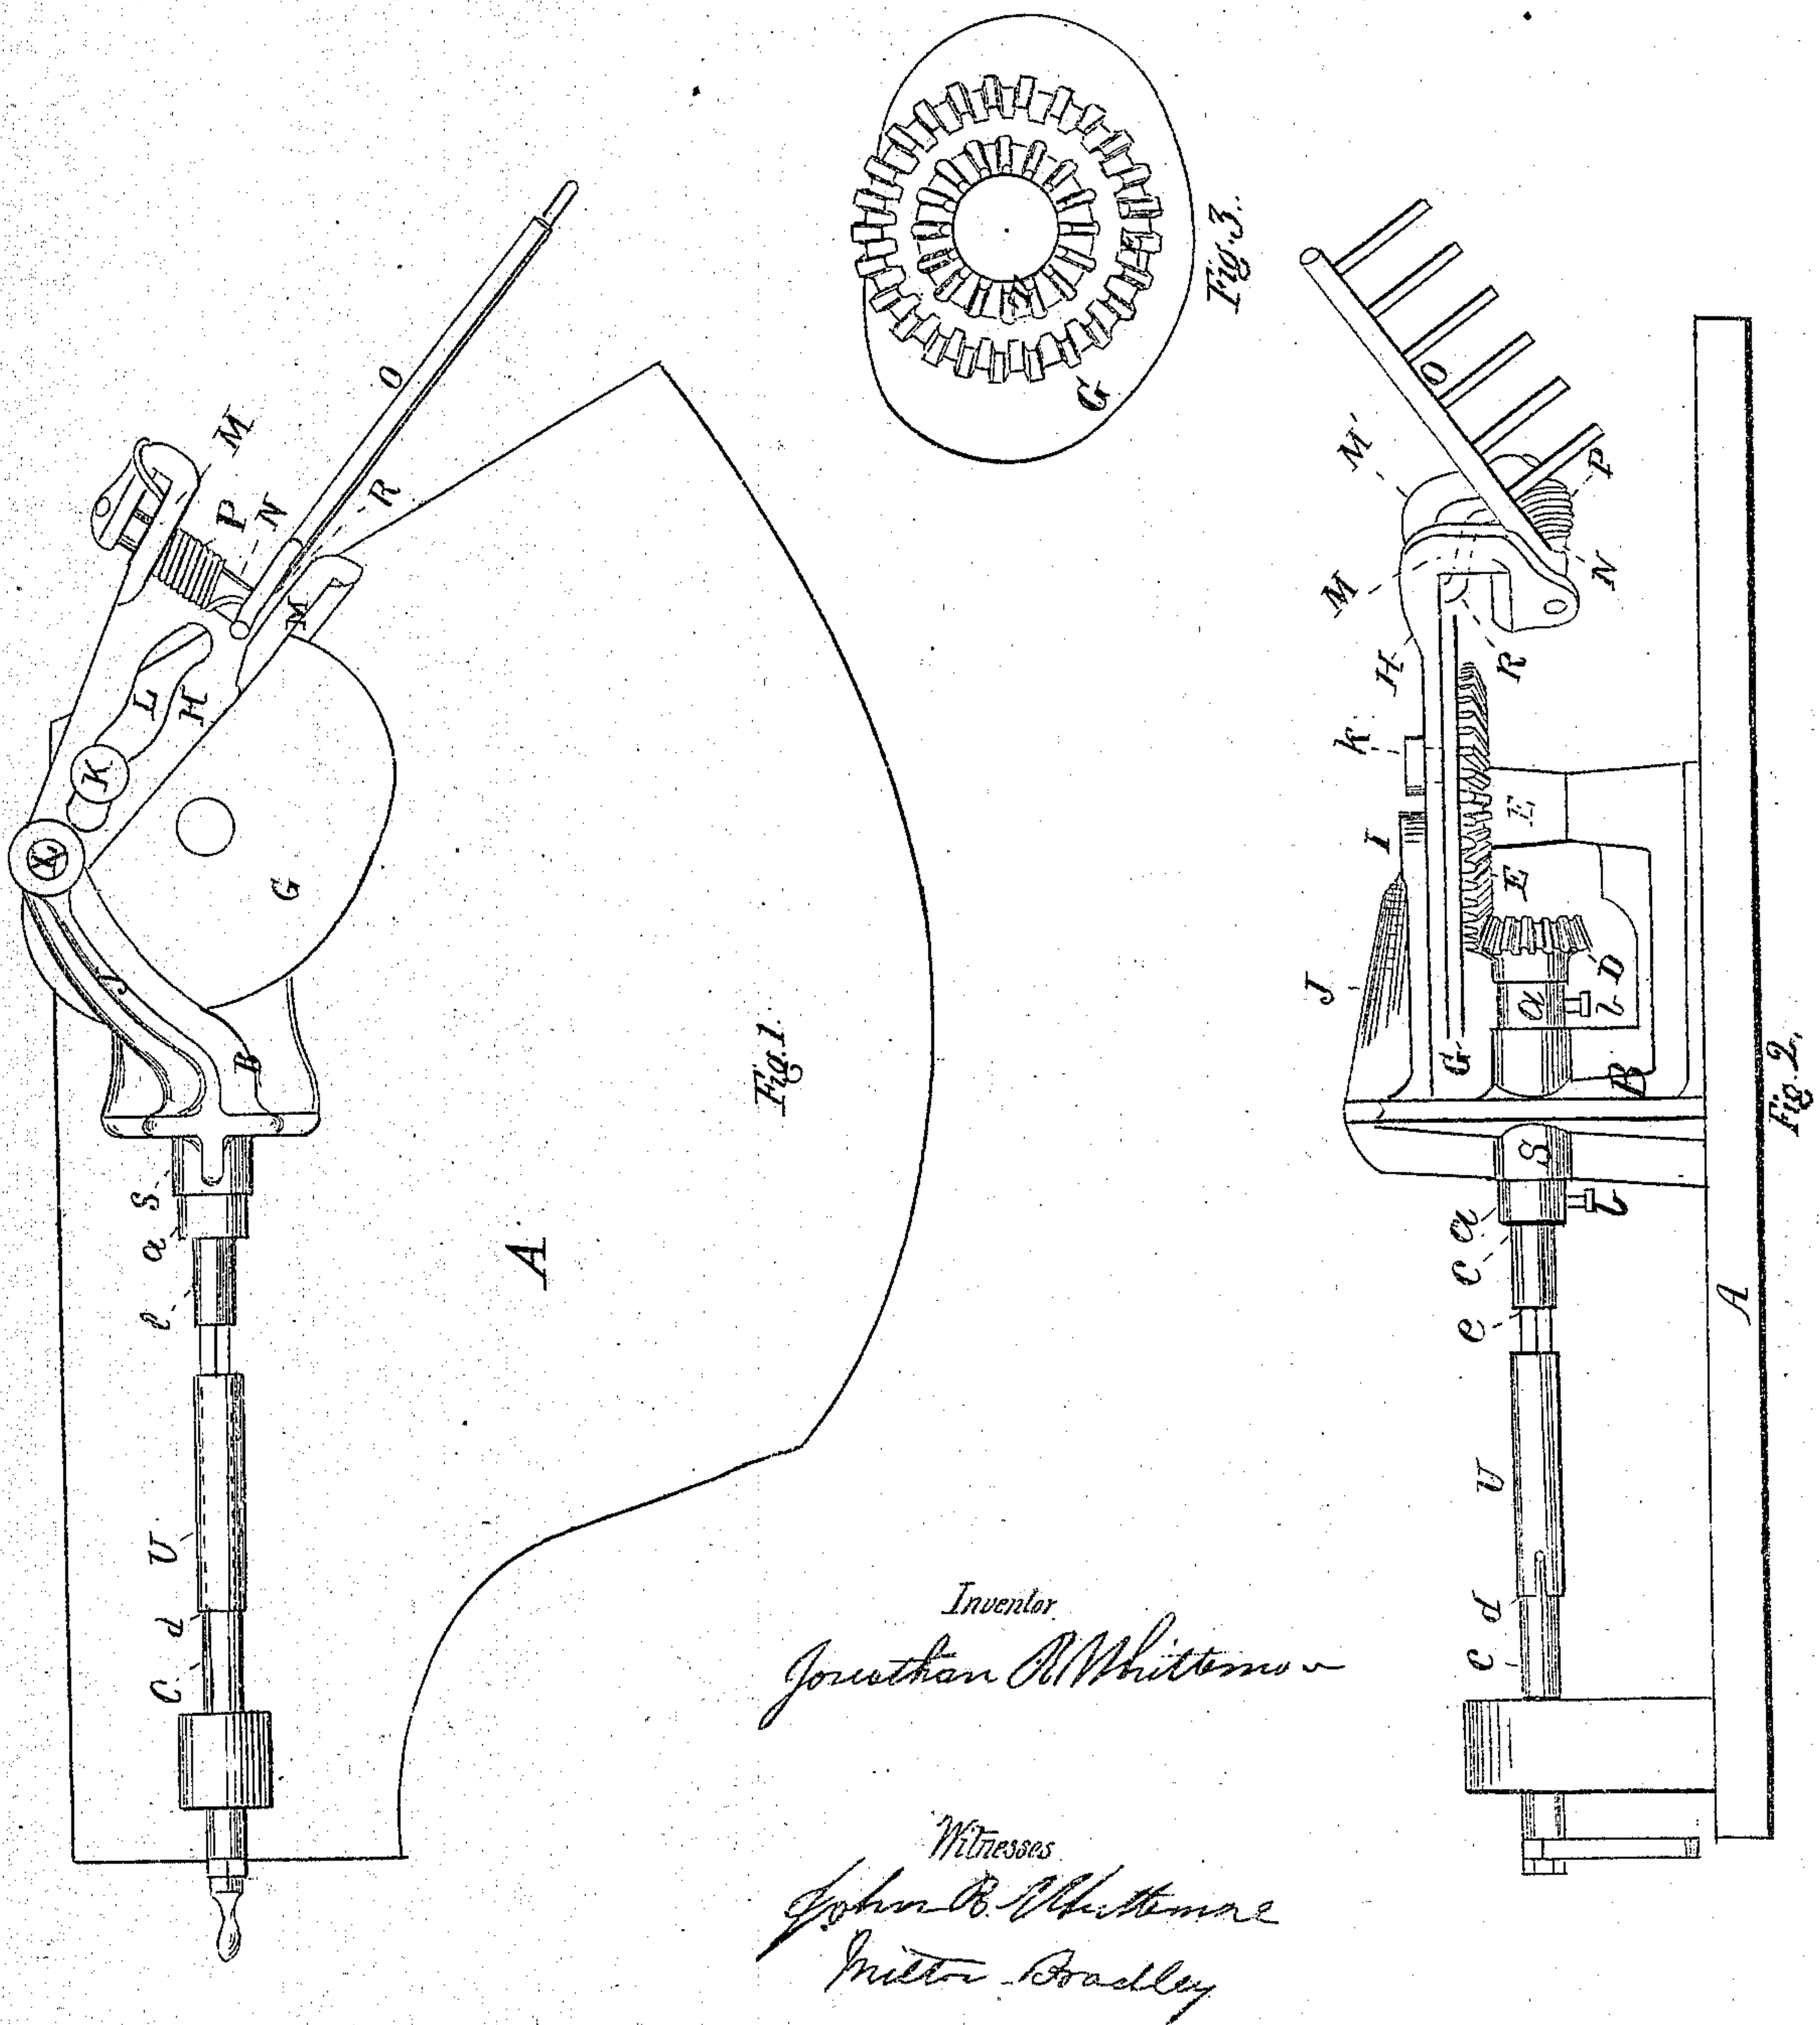 M
O
P
N
R
M
L
H
K
G
J
B
S
a
e
U
d
C
A
Fig. 1.
E
G
Fig. 3.
M'
O
P
M
N
H
R
k
I
E
E
J
D
a
b
G
B
S
a
b
C
e
U
d
c
A
Fig. 2.
Inventor
Jonathan R Whittemore
Witnesses
John R. Whittemore
Milton Bradley